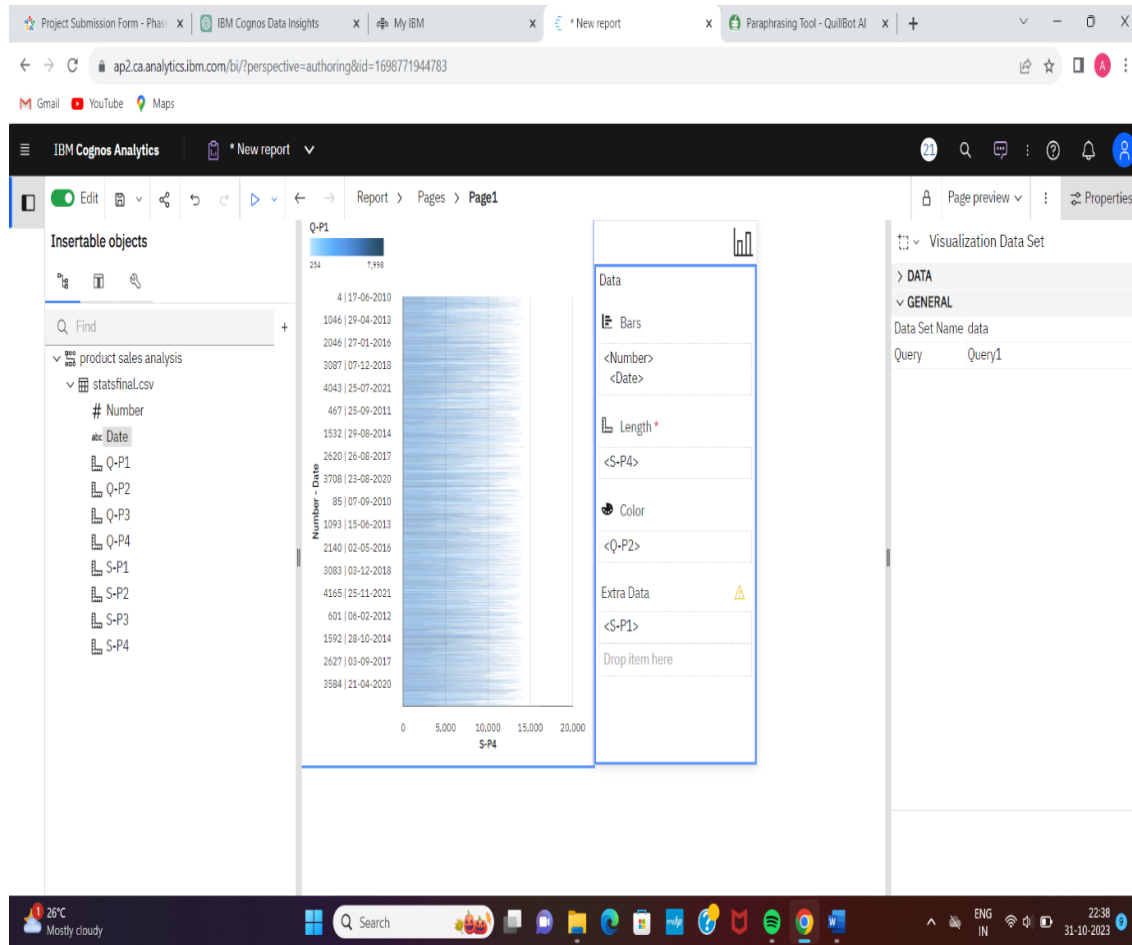 Project Submission Form - Phas
IBM Cognos Data Insights
My IBM
* New report
Paraphrasing Tool - QuillBot AI
ap2.ca.analytics.ibm.com/bi/?perspective=authoring&id=1698771944783
A
Gmail
YouTube
Maps
IBM Cognos Analytics
* New report
21
Edit
Report > Pages > Page1
Page preview
Properties
Insertable objects
Find
product sales analysis
statsfinal.csv
# Number
abc Date
Q-P1
Q-P2
Q-P3
Q-P4
S-P1
S-P2
S-P3
S-P4
Q-P1
254 7,998
Number - Date
4 | 17-06-2010
1046 | 29-04-2013
2046 | 27-01-2016
3087 | 07-12-2018
4043 | 25-07-2021
467 | 25-09-2011
1532 | 29-08-2014
2620 | 26-08-2017
3708 | 23-08-2020
85 | 07-09-2010
1093 | 15-06-2013
2140 | 02-05-2016
3083 | 03-12-2018
4165 | 25-11-2021
601 | 06-02-2012
1592 | 28-10-2014
2627 | 03-09-2017
3584 | 21-04-2020
0 5,000 10,000 15,000 20,000
S-P4
Data
Bars
<Number>
<Date>
Length *
<S-P4>
Color
<Q-P2>
Extra Data
<S-P1>
Drop item here
Visualization Data Set
DATA
GENERAL
Data Set Name data
Query Query1
1
26°C
Mostly cloudy
Search
ENG
IN
22:38
31-10-2023
9